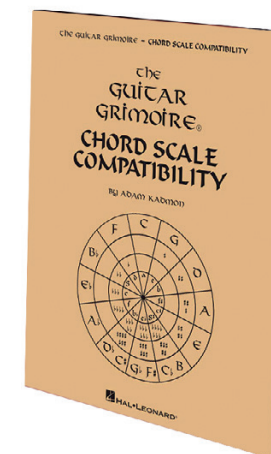 The Guitar Grimoire – Chord Scale Compatibility
The
Guitar
Grimoire®
Chord Scale
Compatibility
By Adam Kadmon
F C G D A E B
B♭ E♭ A♭ D♭ C♯ G♭ F♯ C♭ B
Hal•Leonard®